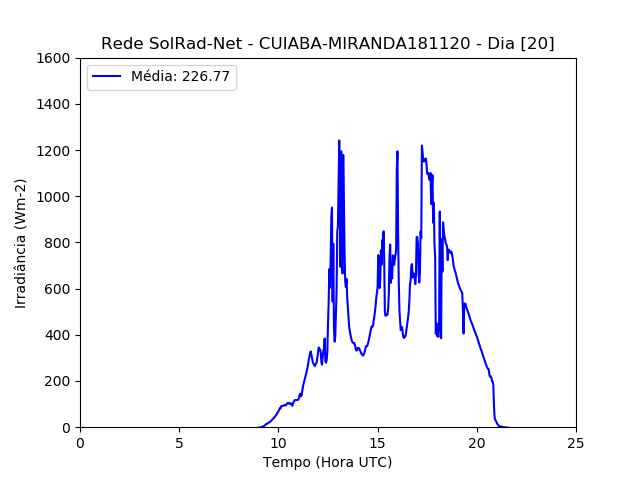 Rede SolRad-Net - CUIABA-MIRANDA181120 - Dia [20]
Média: 226.77
Irradiância (Wm-2)
1600
1400
1200
1000
800
600
400
200
0
0 5 10 15 20 25
Tempo (Hora UTC)